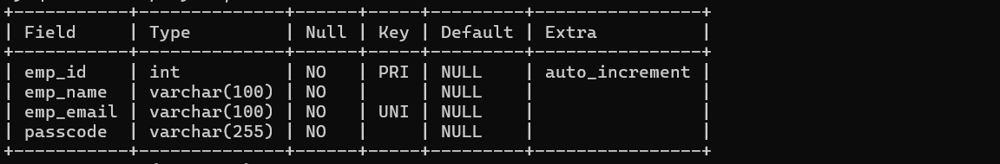 +-----------+--------------+------+-----+---------+----------------+
| Field     | Type         | Null | Key | Default | Extra          |
+-----------+--------------+------+-----+---------+----------------+
| emp_id    | int          | NO   | PRI | NULL    | auto_increment |
| emp_name  | varchar(100) | NO   |     | NULL    |                |
| emp_email | varchar(100) | NO   | UNI | NULL    |                |
| passcode  | varchar(255) | NO   |     | NULL    |                |
+-----------+--------------+------+-----+---------+----------------+